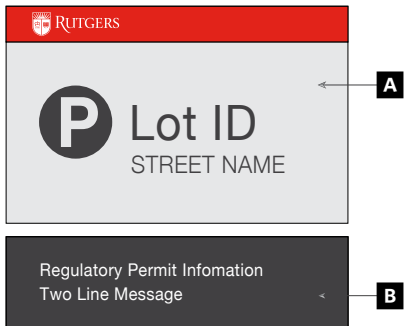 RUTGERS
A
P
Lot ID
STREET NAME
Regulatory Permit Infomation
Two Line Message
B